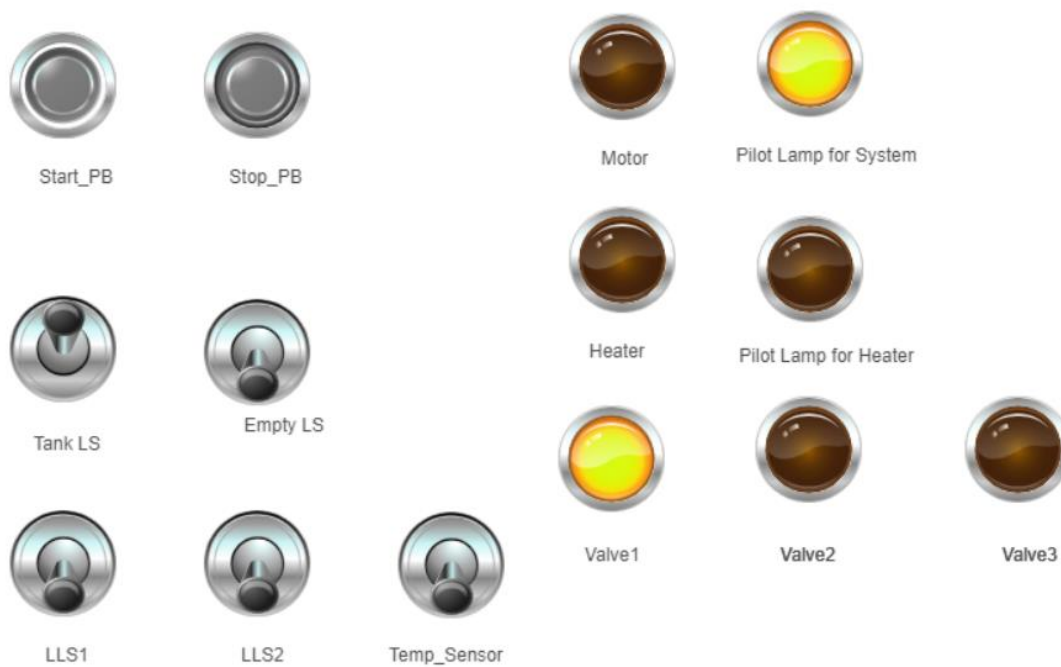 Start_PB
Stop_PB
Motor
Pilot Lamp for System
Heater
Pilot Lamp for Heater
Tank LS
Empty LS
Valve1
Valve2
Valve3
LLS1
LLS2
Temp_Sensor